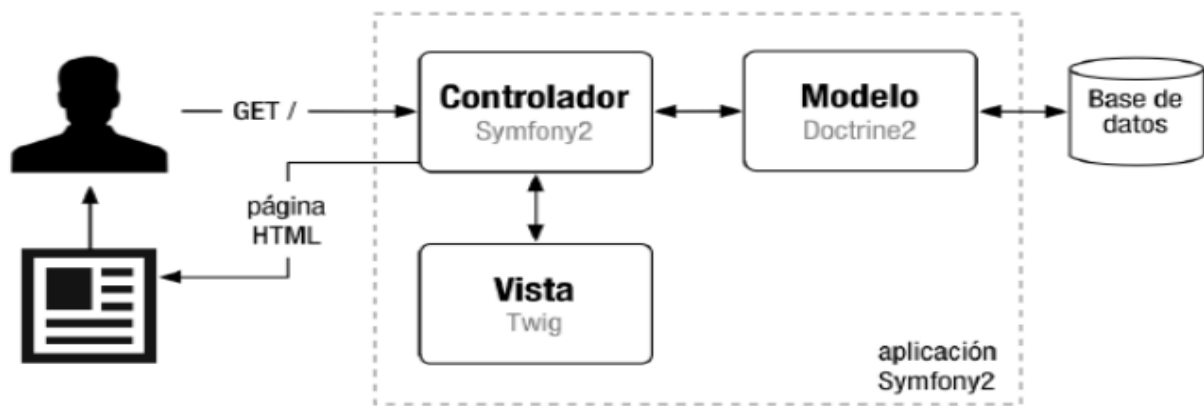 GET /
Controlador
Symfony2
Modelo
Doctrine2
Base de
datos
página
HTML
Vista
Twig
aplicación
Symfony2